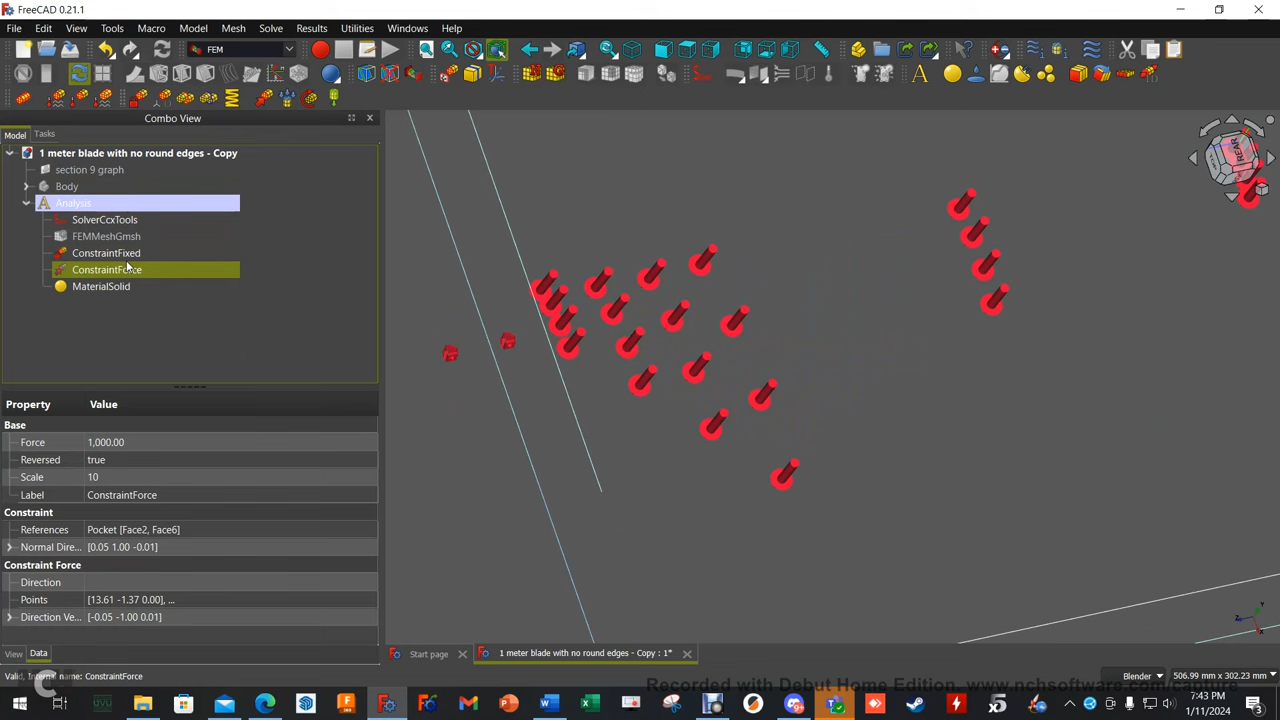 FreeCAD 0.21.1
File Edit View Tools Macro Model Mesh Solve Results Utilities Windows Help
FEM
Combo View
Model Tasks
1 meter blade with no round edges - Copy
section 9 graph
Body
Analysis
SolverCcxTools
FEMMeshGmsh
ConstraintFixed
ConstraintForce
MaterialSolid
REAR
Property Value
Base
Force 1,000.00
Reversed true
Scale 10
Label ConstraintForce
Constraint
References Pocket [Face2, Face6]
Normal Dire... [0.05 1.00 -0.01]
Constraint Force
Direction
Points [13.61 -1.37 0.00], ...
Direction Ve... [-0.05 -1.00 0.01]
View Data
Start page
1 meter blade with no round edges - Copy : 1*
Y
Z
X
Valid, Internal name: ConstraintForce
Blender
506.99 mm x 302.23 mm
Recorded with Debut Home Edition, www.nchsoftware.com/capture
7:43 PM
1/11/2024